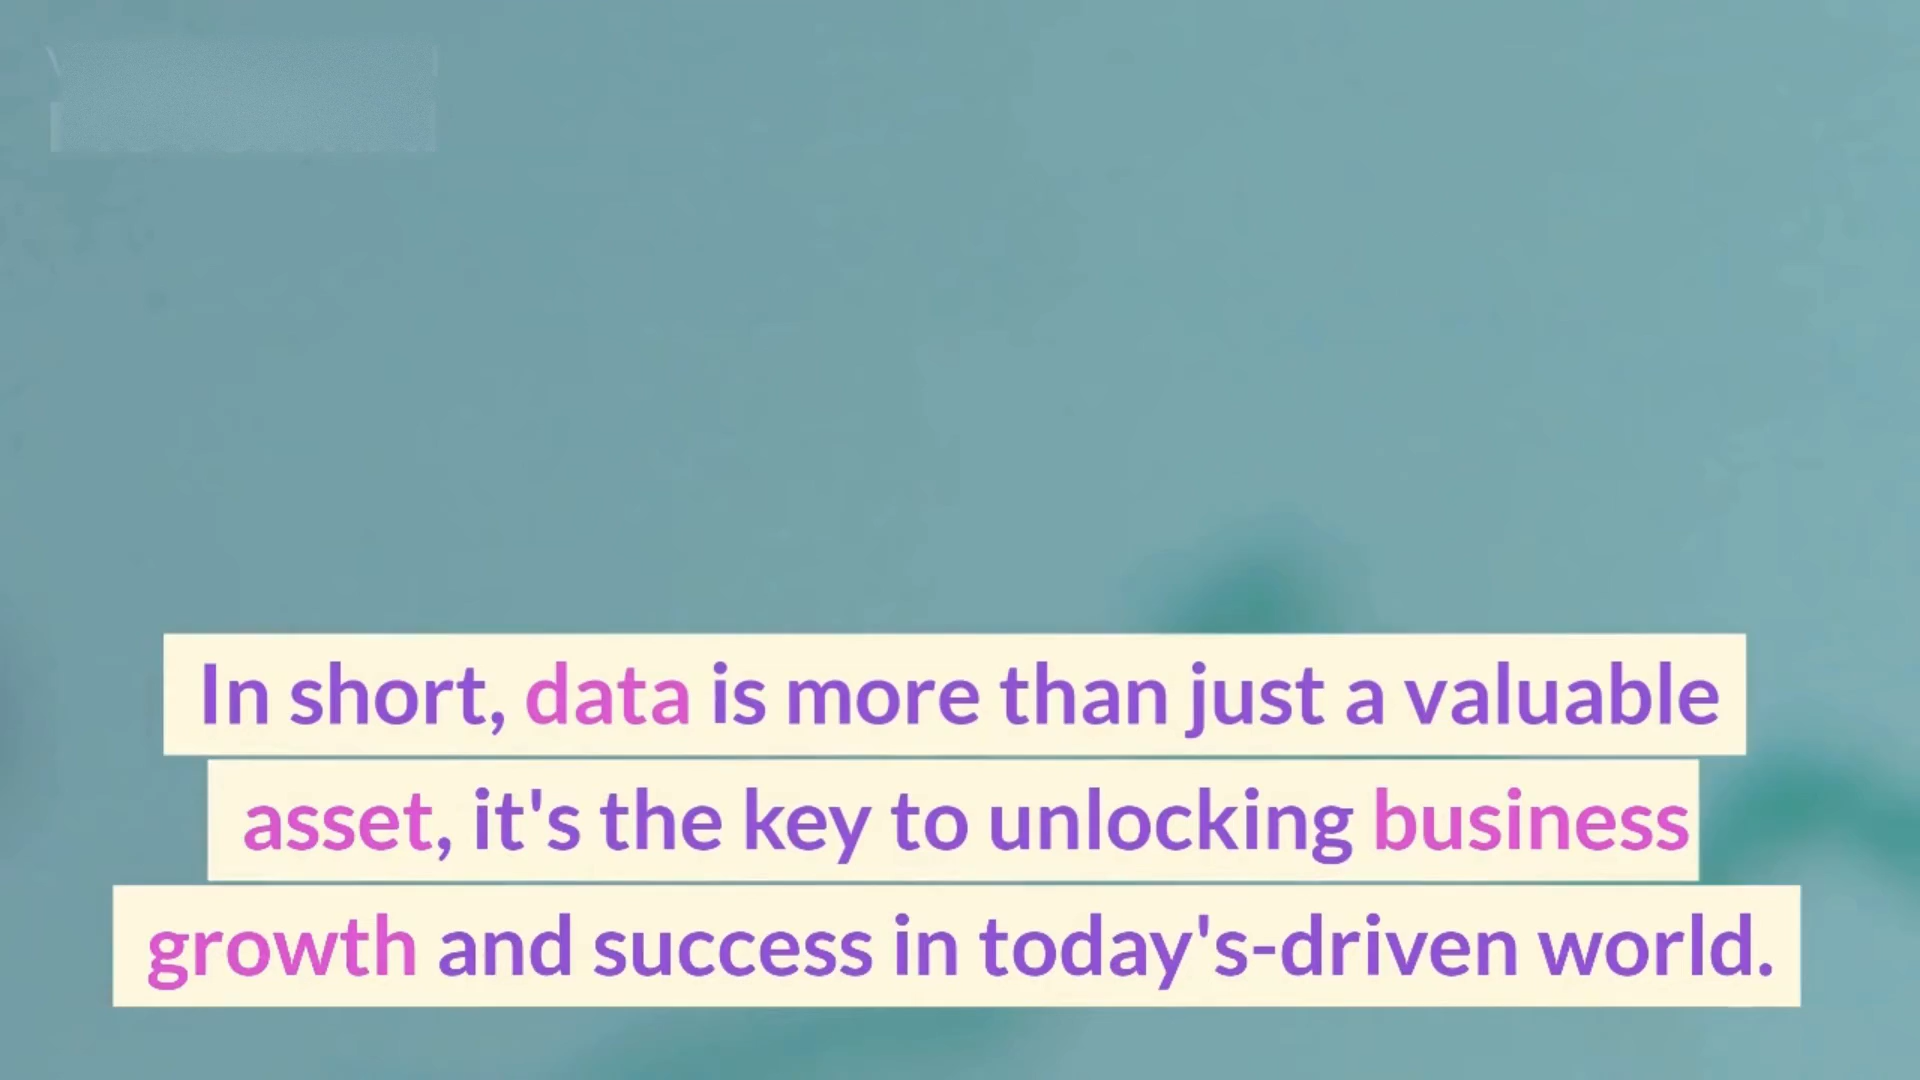 In short, data is more than just a valuable
asset, it's the key to unlocking business
growth and success in today's-driven world.